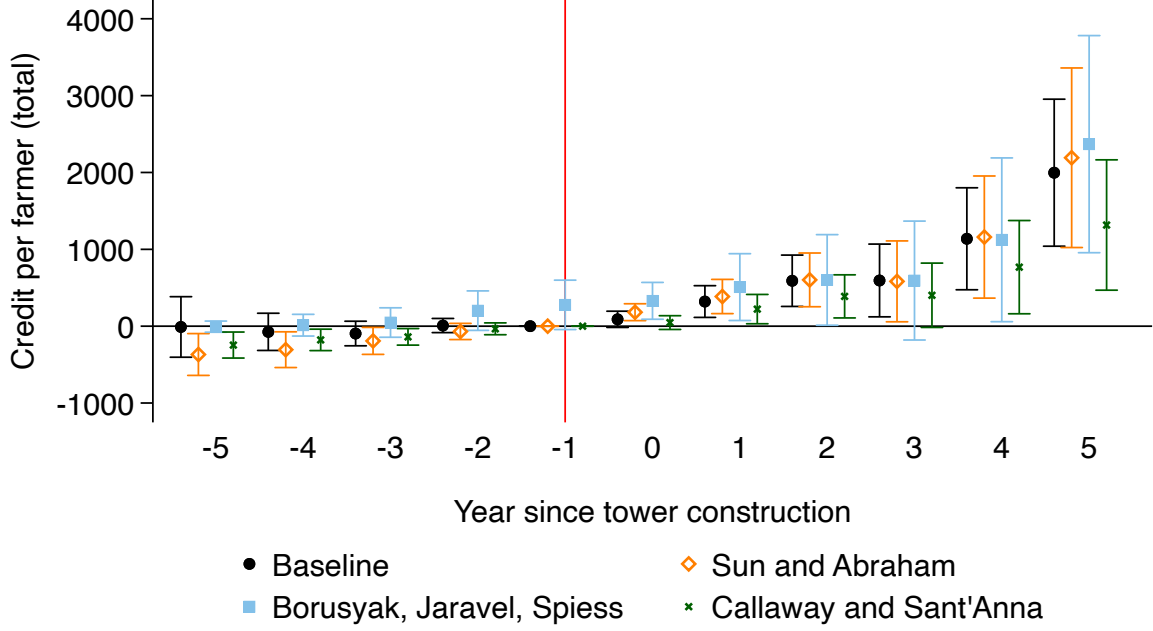 Credit per farmer (total)
4000
3000
2000
1000
0
-1000
-5 -4 -3 -2 -1 0 1 2 3 4 5
Year since tower construction
Baseline
Sun and Abraham
Borusyak, Jaravel, Spiess
Callaway and Sant'Anna